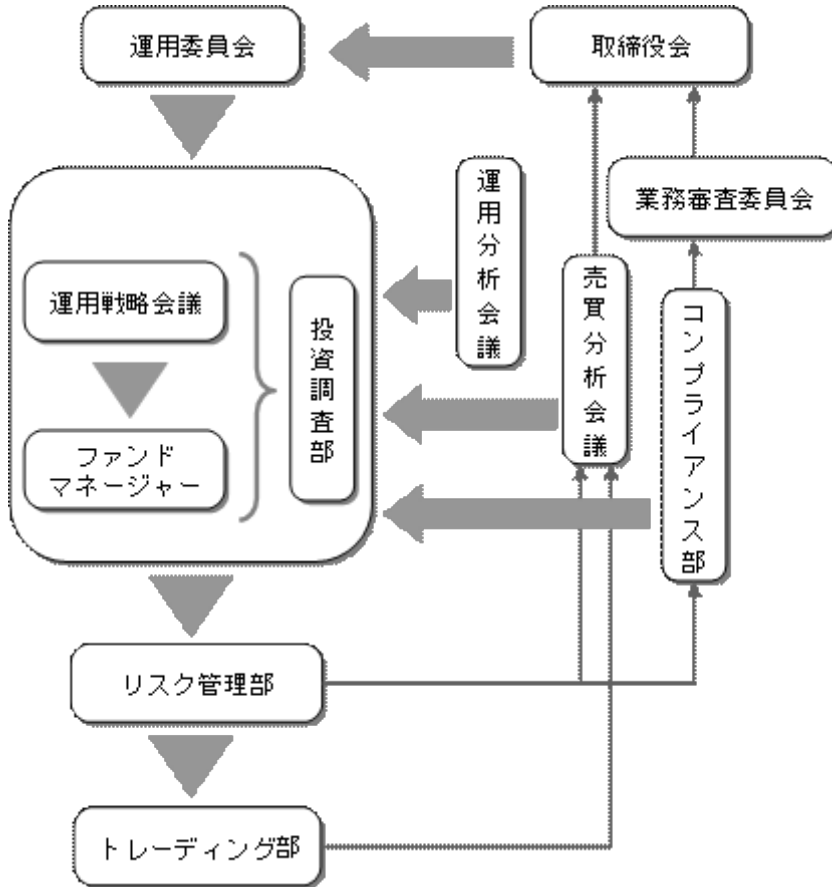 運用委員会
取締役会
運用分析会議
業務審査委員会
売買分析会議
運用戦略会議
投資調査部
コンプライアンス部
ファンド
マネージャー
リスク管理部
トレーディング部